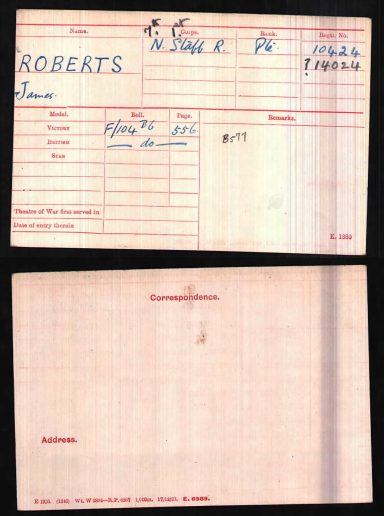 Name. Corps. Rank. Regtl. No.
N. Staff R. Pte 10424
ROBERTS ?14024
James.
Medal. Roll. Page. Remarks.
Victory F/104 B6 556.
British — do — B577
Star
Theatre of War first served in
Date of entry therein K. 1380
Correspondence.
Address.
E. 6989.